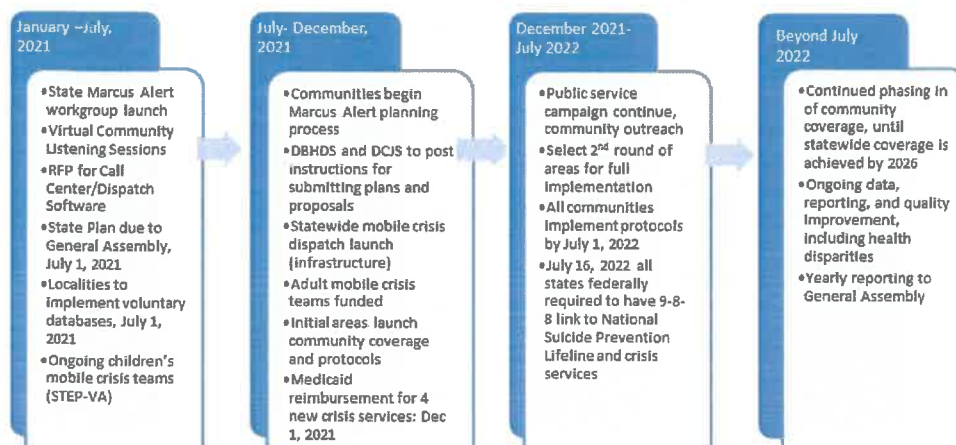 January –July,
2021
•State Marcus Alert
workgroup launch
•Virtual Community
Listening Sessions
•RFP for Call
Center/Dispatch
Software
•State Plan due to
General Assembly,
July 1, 2021
•Localities to
implement voluntary
databases, July 1,
2021
•Ongoing children's
mobile crisis teams
(STEP-VA)
July- December,
2021
•Communities begin
Marcus Alert planning
process
•DBHDS and DCJS to post
instructions for
submitting plans and
proposals
•Statewide mobile crisis
dispatch launch
(infrastructure)
•Adult mobile crisis
teams funded
•Initial areas launch
community coverage
and protocols
•Medicaid
reimbursement for 4
new crisis services: Dec
1, 2021
December 2021-
July 2022
•Public service
campaign continue,
community outreach
•Select 2nd round of
areas for full
implementation
•All communities
implement protocols
by July 1, 2022
•July 16, 2022 all
states federally
required to have 9-8-
8 link to National
Suicide Prevention
Lifeline and crisis
services
Beyond July
2022
•Continued phasing in
of community
coverage, until
statewide coverage is
achieved by 2026
•Ongoing data,
reporting, and quality
improvement,
including health
disparities
•Yearly reporting to
General Assembly